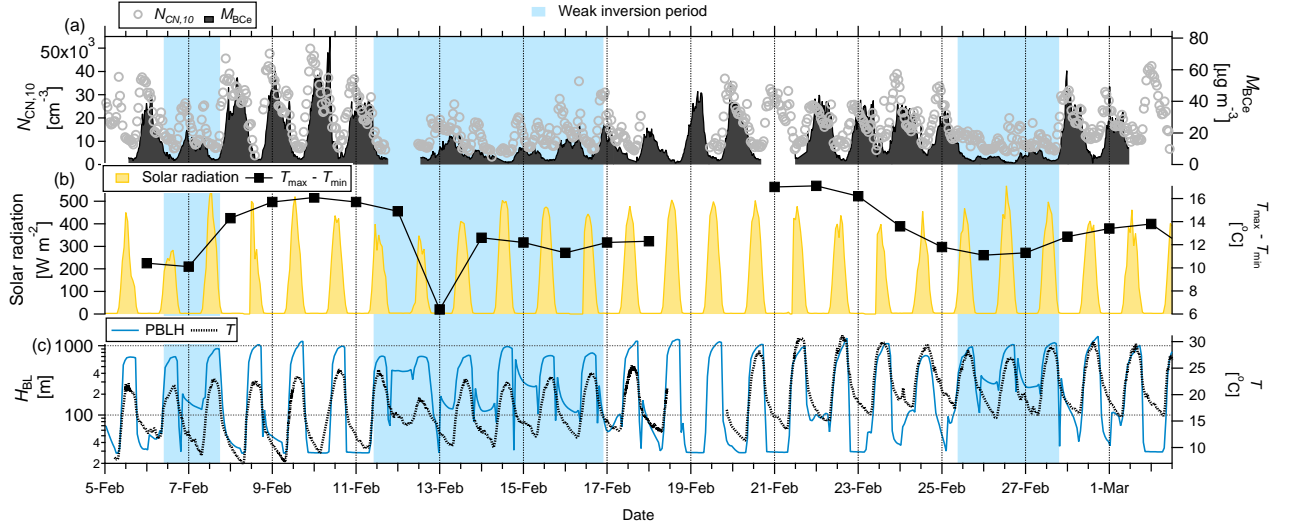 N_CN,10 M_BCe Weak inversion period
(a)
50x10³
40
30
20
10
0
N_CN,10
[cm⁻³]
80
60
40
20
0
M_BCe
[µg m⁻³]
(b)
Solar radiation T_max - T_min
500
400
300
200
100
0
Solar radiation
[W m⁻²]
16
14
12
10
8
6
T_max - T_min
[°C]
PBLH T
(c)
1000
4
2
100
4
2
H_BL
[m]
30
25
20
15
10
T
[°C]
5-Feb 7-Feb 9-Feb 11-Feb 13-Feb 15-Feb 17-Feb 19-Feb 21-Feb 23-Feb 25-Feb 27-Feb 1-Mar
Date